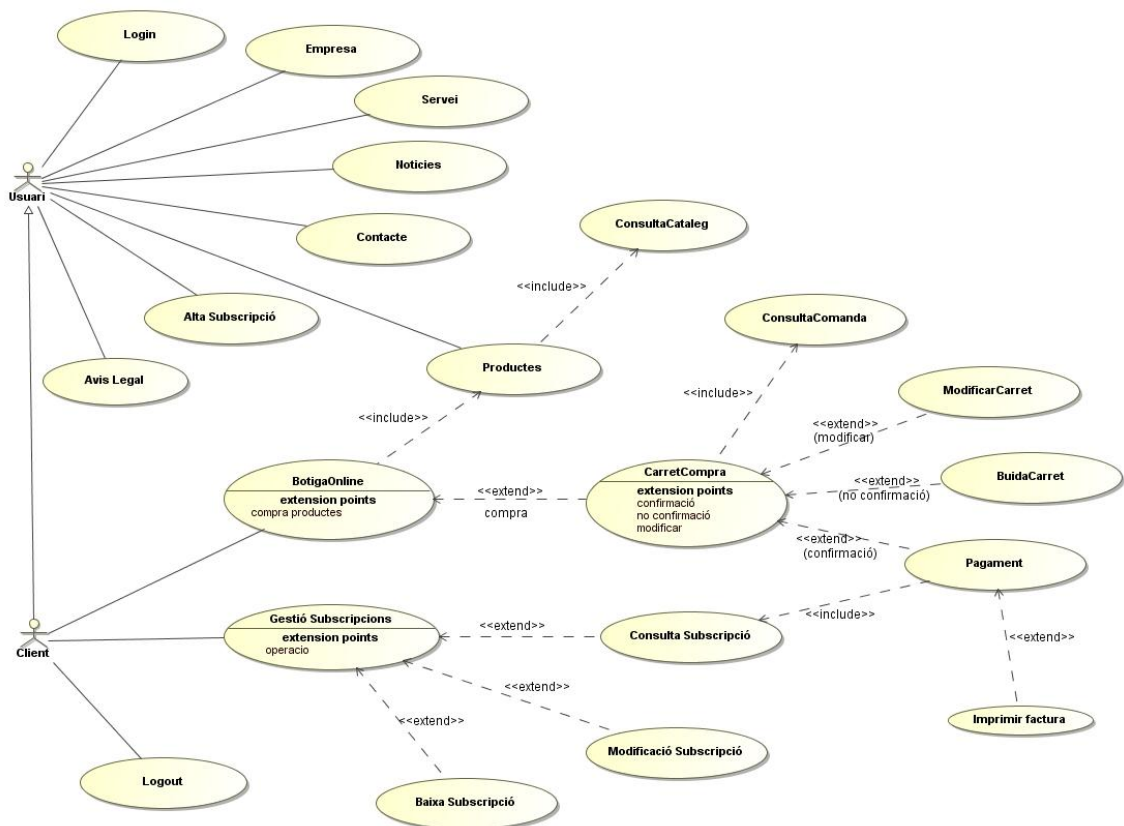 Login
Empresa
Servei
Noticies
Usuari
Contacte
ConsultaCataleg
<<include>>
Alta Subscripció
ConsultaComanda
Productes
Avis Legal
ModificarCarret
<<include>>
<<include>>
<<extend>>
(modificar)
BotigaOnline
extension points
compra productes
<<extend>>
compra
CarretCompra
extension points
confirmació
no confirmació
modificar
BuidaCarret
<<extend>>
(no confirmació)
<<extend>>
(confirmació)
Pagament
Gestió Subscripcions
extension points
operacio
<<extend>>
Consulta Subscripció
<<include>>
Client
<<extend>>
<<extend>>
<<extend>>
Imprimir factura
Modificació Subscripció
Logout
Baixa Subscripció